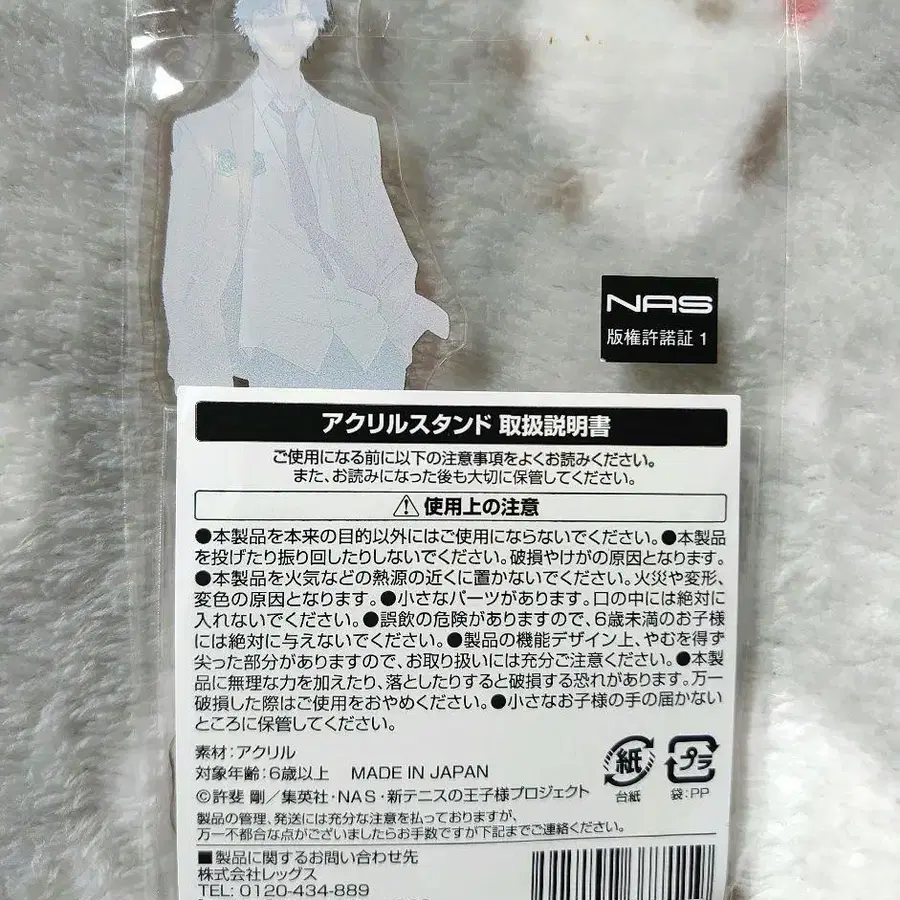 NAS
版権許諾証 1
アクリルスタンド 取扱説明書
ご使用になる前に以下の注意事項をよくお読みください。
また、お読みになった後も大切に保管してください。
⚠ 使用上の注意
●本製品を本来の目的以外にはご使用にならないでください。●本製品
を投げたり振り回したりしないでください。破損やけがの原因となります。
●本製品を火気などの熱源の近くに置かないでください。火災や変形、
変色の原因となります。●小さなパーツがあります。口の中には絶対に
入れないでください。●誤飲の危険がありますので、6歳未満のお子様
には絶対に与えないでください。●製品の機能デザイン上、やむを得ず
尖った部分がありますので、お取り扱いには充分ご注意ください。●本製
品に無理な力を加えたり、落としたりすると破損する恐れがあります。万一
破損した際はご使用をおやめください。●小さなお子様の手の届かない
ところに保管してください。
素材:アクリル
対象年齢:6歳以上 MADE IN JAPAN
©許斐 剛/集英社・NAS・新テニスの王子様プロジェクト
紙
台紙
プラ
袋:PP
製品の管理、発送には充分な注意を払っておりますが、
万一不都合な点がございましたらお手数ですが下記までご連絡ください。
■製品に関するお問い合わせ先
株式会社レッグス
TEL: 0120-434-889